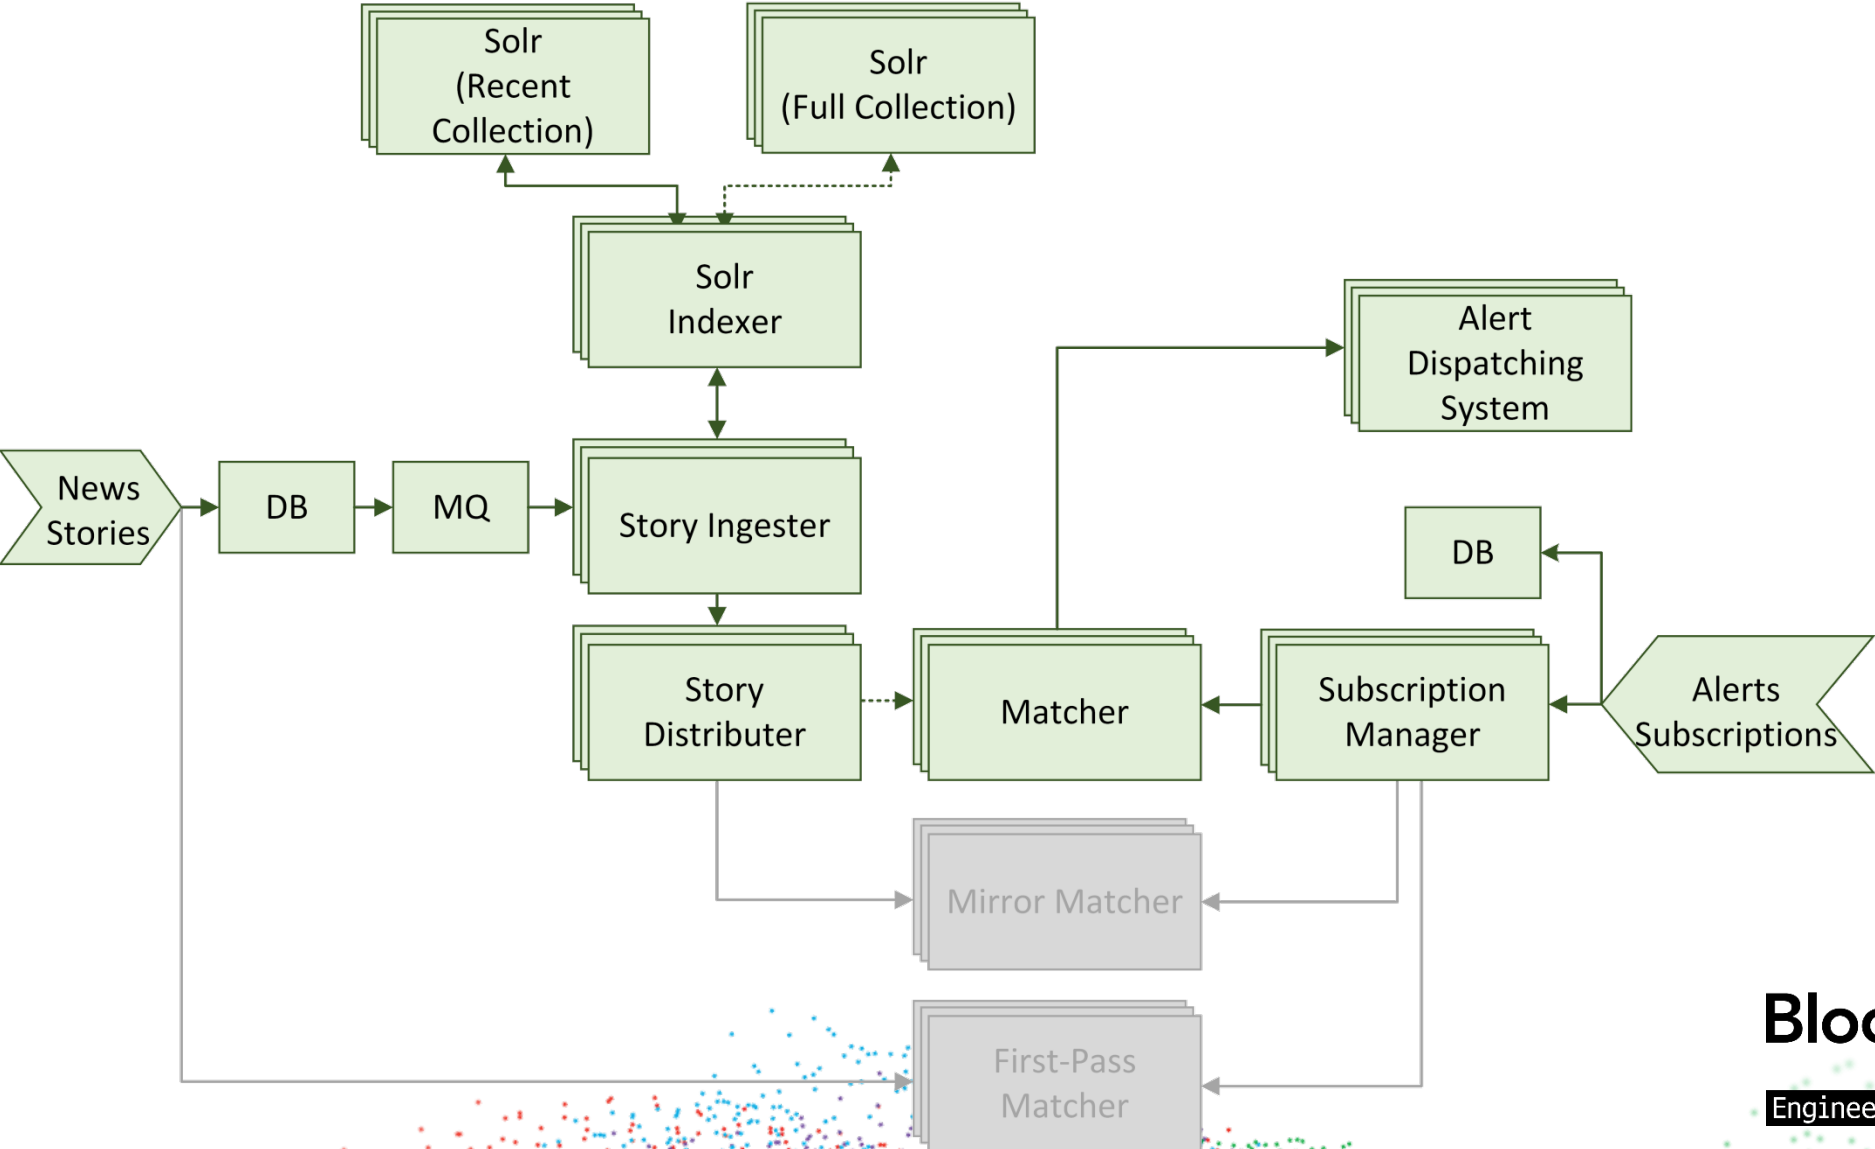 Solr
(Recent
Collection)
Solr
(Full Collection)
Solr
Indexer
Alert
Dispatching
System
News
Stories
DB
MQ
Story Ingester
DB
Story
Distributer
Matcher
Subscription
Manager
Alerts
Subscriptions
Mirror Matcher
First-Pass
Matcher